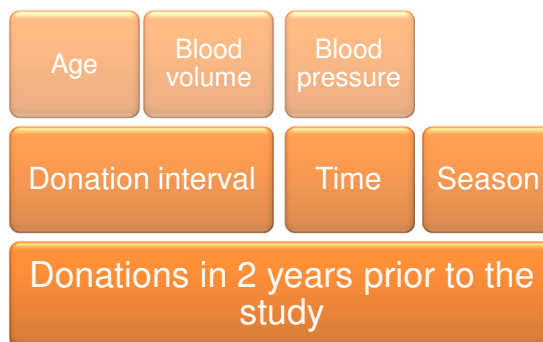 Age
Blood
volume
Blood
pressure
Donation interval
Time
Season
Donations in 2 years prior to the
study